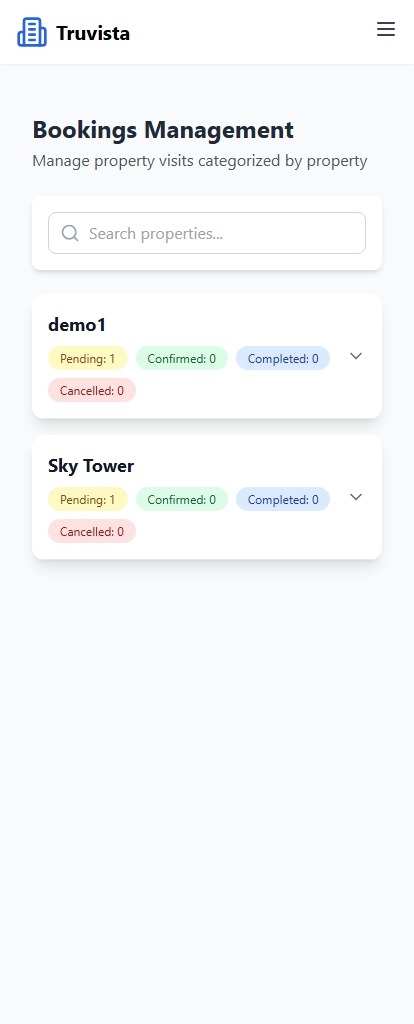 Truvista
Bookings Management
Manage property visits categorized by property
Search properties...
demo1
Pending: 1 Confirmed: 0 Completed: 0
Cancelled: 0
Sky Tower
Pending: 1 Confirmed: 0 Completed: 0
Cancelled: 0